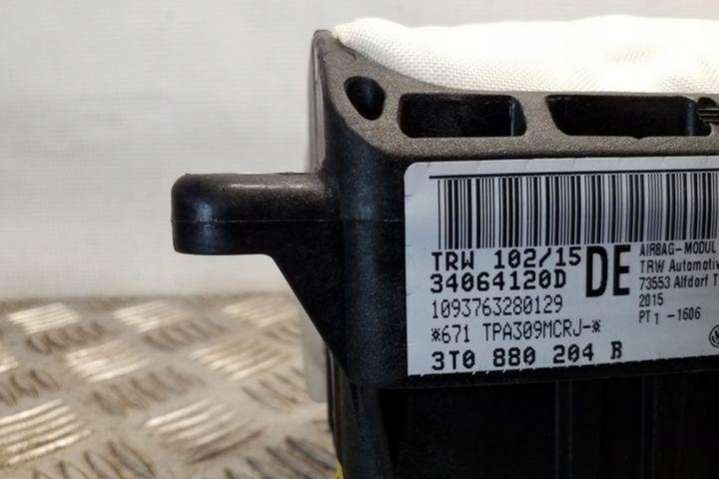 TRW 102/15
34064120D
1093763280129
*671 TPA309MCRJ-*
3T0 880 204 B
DE
AIRBAG-MODUL
TRW Automotiv
73553 Alfdorf T
2015
PT1 -1606